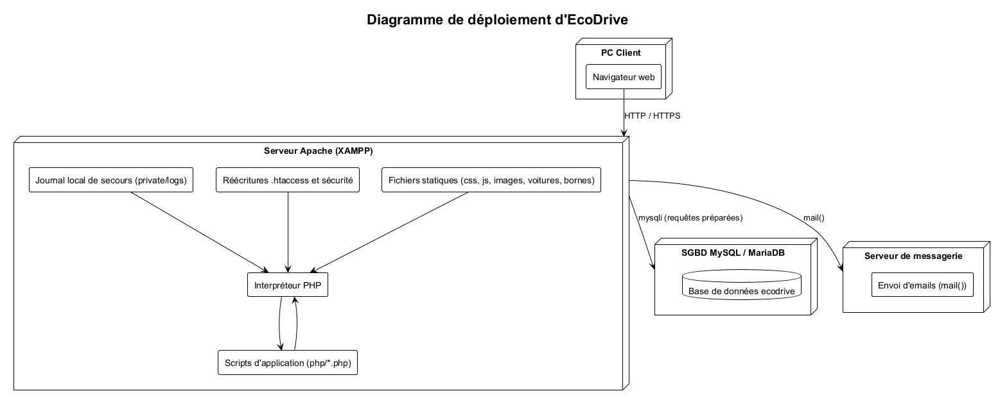 Diagramme de déploiement d'EcoDrive
PC Client
Navigateur web
HTTP / HTTPS
Serveur Apache (XAMPP)
Journal local de secours (private/logs)
Réécritures .htaccess et sécurité
Fichiers statiques (css, js, images, voitures, bornes)
mysqli (requêtes préparées)
mail()
SGBD MySQL / MariaDB
Serveur de messagerie
Interpréteur PHP
Envoi d'emails (mail())
Base de données ecodrive
Scripts d'application (php/*.php)